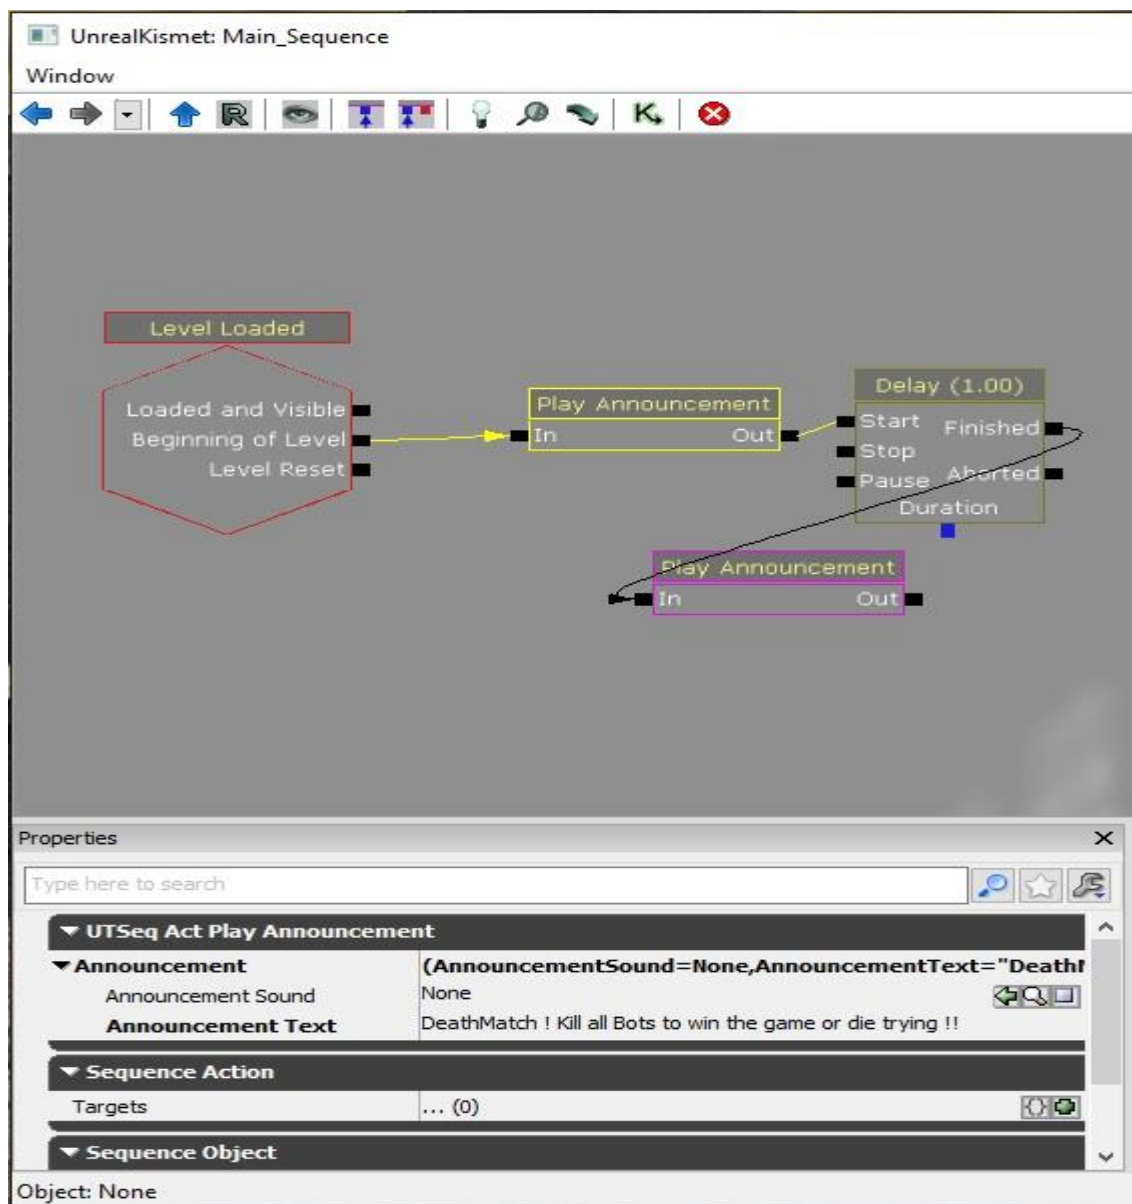 UnrealKismet: Main_Sequence
Window
Level Loaded
Loaded and Visible
Beginning of Level
Level Reset
Play Announcement
In Out
Delay (1.00)
Start Finished
Stop
Pause Aborted
Duration
Play Announcement
In Out
Properties
Type here to search
UTSeq Act Play Announcement
Announcement (AnnouncementSound=None,AnnouncementText="Death
Announcement Sound None
Announcement Text DeathMatch ! Kill all Bots to win the game or die trying !!
Sequence Action
Targets ... (0)
Sequence Object
Object: None